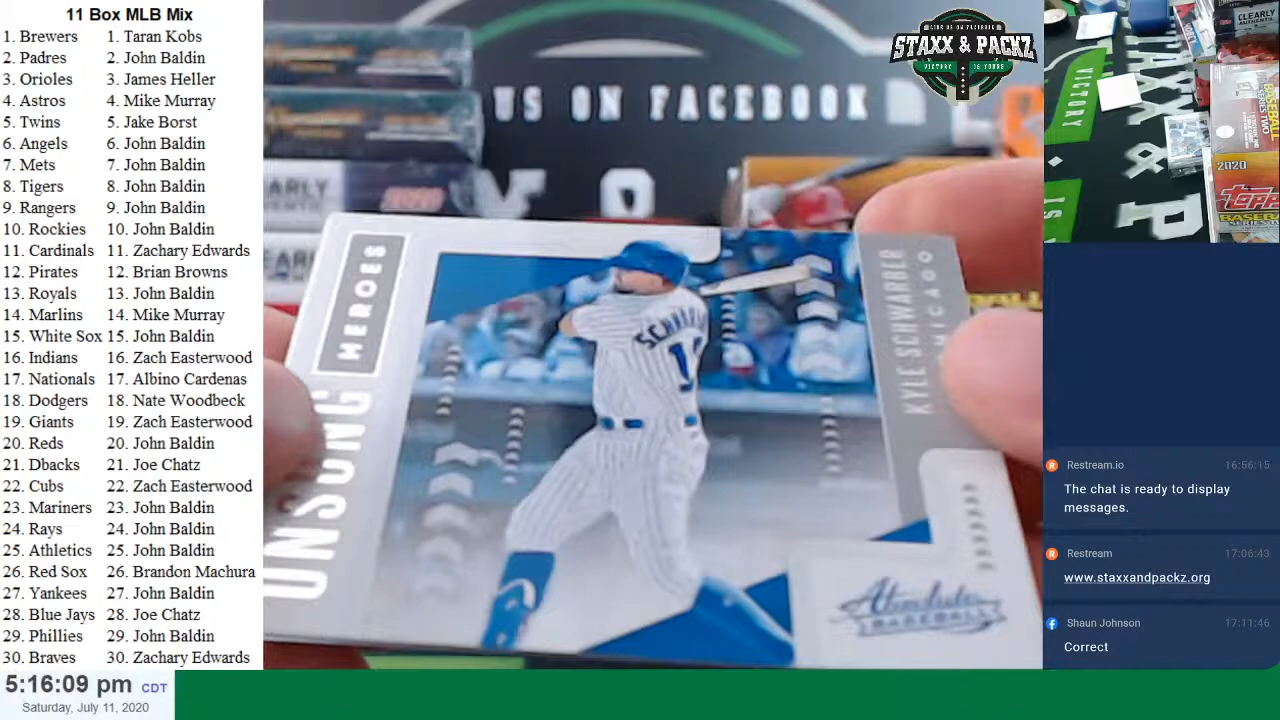 11 Box MLB Mix
1. Brewers 1. Taran Kobs
2. Padres 2. John Baldin
3. Orioles 3. James Heller
4. Astros 4. Mike Murray
5. Twins 5. Jake Borst
6. Angels 6. John Baldin
7. Mets 7. John Baldin
8. Tigers 8. John Baldin
9. Rangers 9. John Baldin
10. Rockies 10. John Baldin
11. Cardinals 11. Zachary Edwards
12. Pirates 12. Brian Browns
13. Royals 13. John Baldin
14. Marlins 14. Mike Murray
15. White Sox 15. John Baldin
16. Indians 16. Zach Easterwood
17. Nationals 17. Albino Cardenas
18. Dodgers 18. Nate Woodbeck
19. Giants 19. Zach Easterwood
20. Reds 20. John Baldin
21. Dbacks 21. Joe Chatz
22. Cubs 22. Zach Easterwood
23. Mariners 23. John Baldin
24. Rays 24. John Baldin
25. Athletics 25. John Baldin
26. Red Sox 26. Brandon Machura
27. Yankees 27. John Baldin
28. Blue Jays 28. Joe Chatz
29. Phillies 29. John Baldin
30. Braves 30. Zachary Edwards
5:16:09 pm CDT
Saturday, July 11, 2020
US ON FACEBOOK
STAXX & PACKZ
VICTORY IS YOURS
UNSONG HEROES
KYLE SCHWARBER
CHICAGO
Absolute
BASEBALL
CLEARLY
VICTORY
BASEBALL
2020
TOPPS
BASEBALL
Restream.io 16:56:15
The chat is ready to display
messages.
Restream 17:06:43
www.staxxandpackz.org
Shaun Johnson 17:11:46
Correct